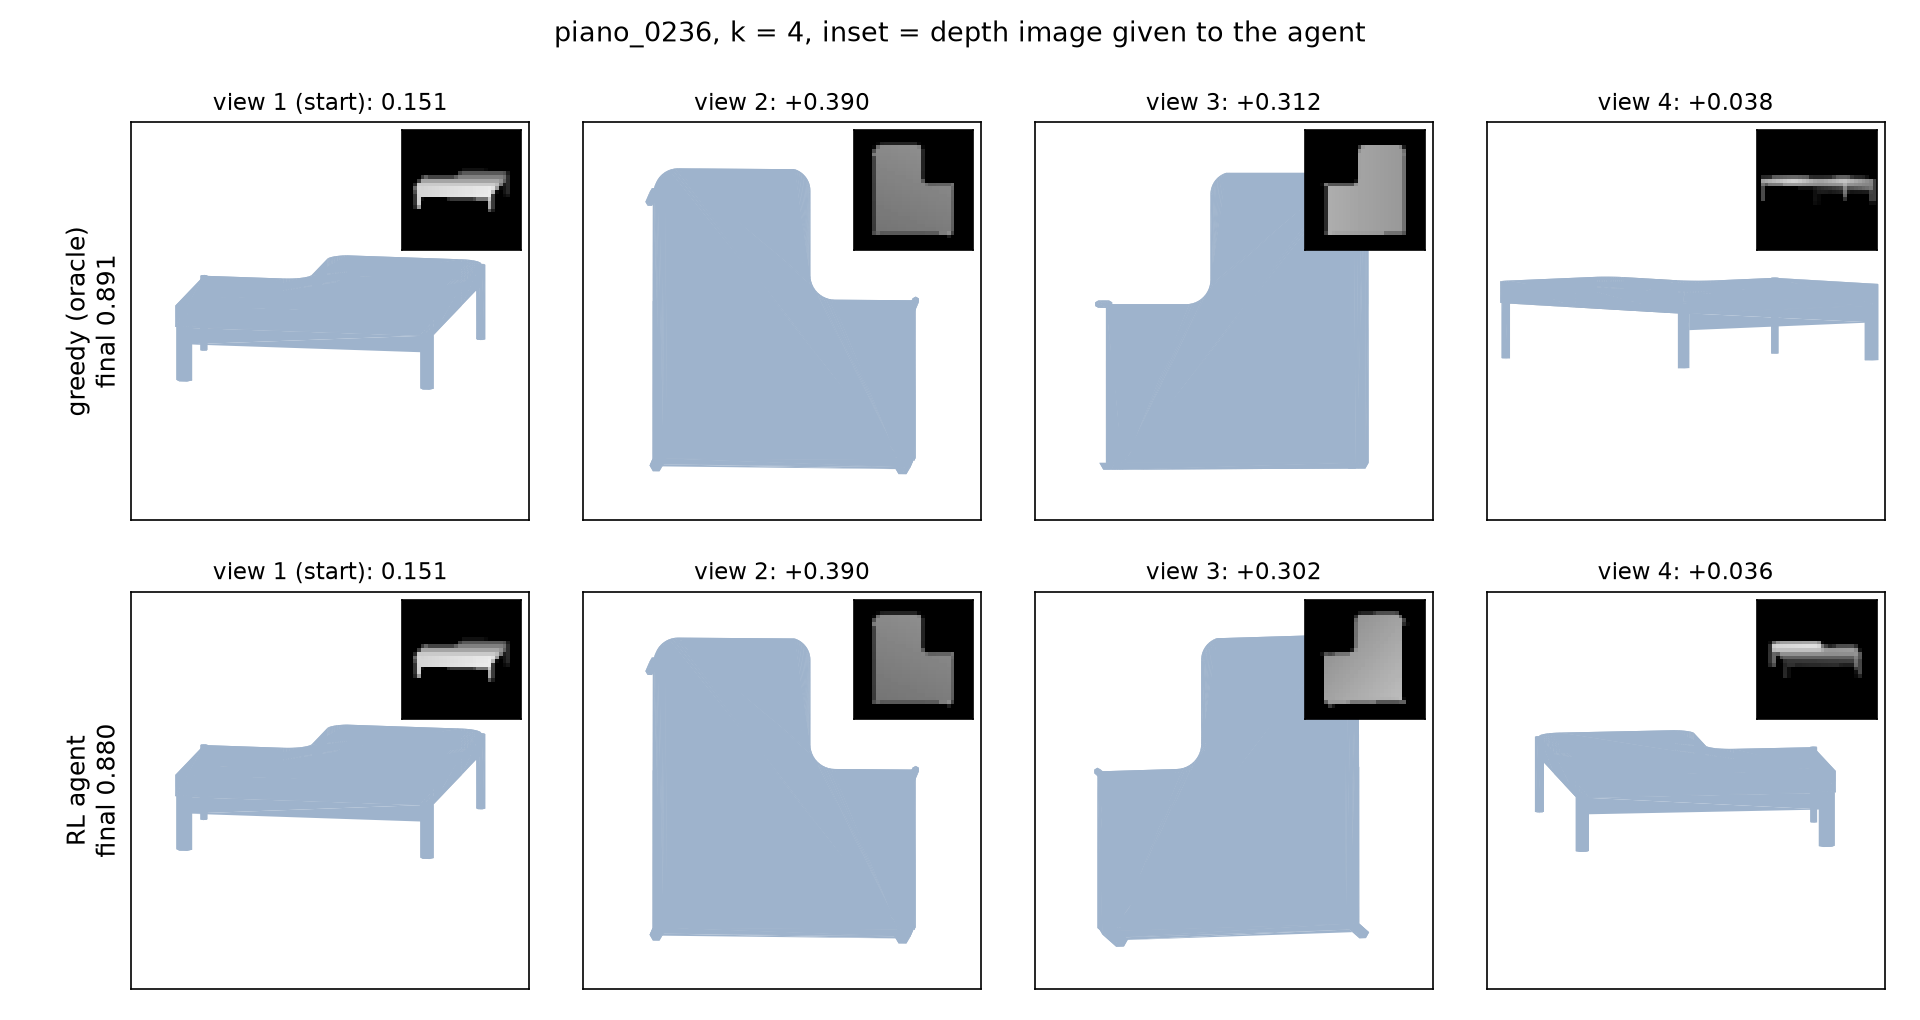 piano_0236, k = 4, inset = depth image given to the agent
view 1 (start): 0.151
view 2: +0.390
view 3: +0.312
view 4: +0.038
greedy (oracle)
final 0.891
view 1 (start): 0.151
view 2: +0.390
view 3: +0.302
view 4: +0.036
RL agent
final 0.880